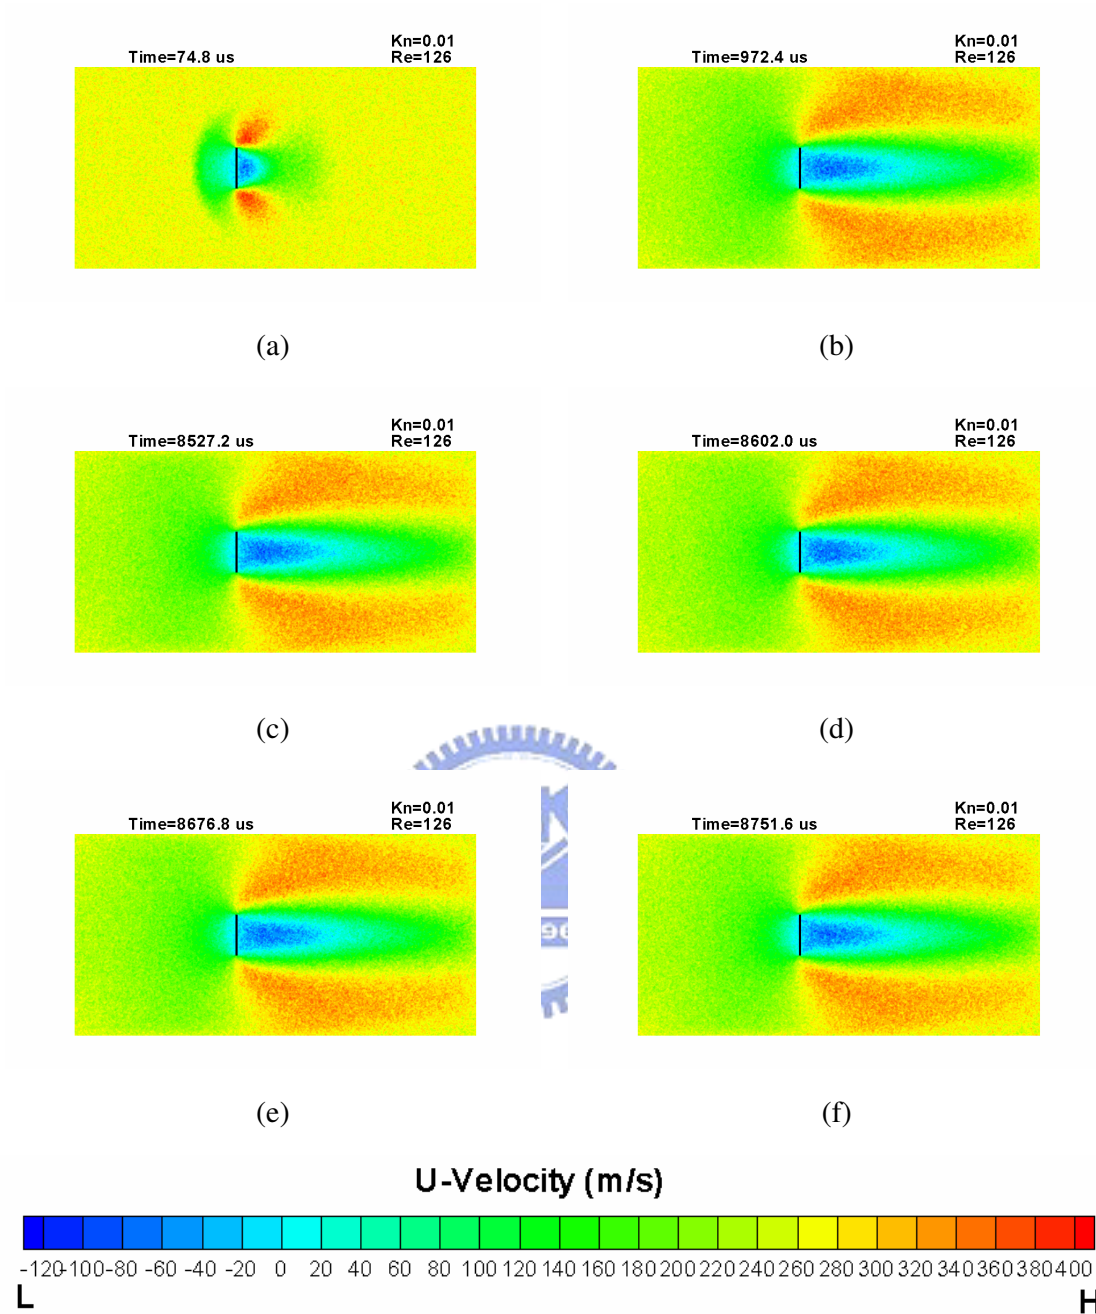 Kn=0.01
Time=74.8 us Re=126
Kn=0.01
Time=972.4 us Re=126
(a) (b)
Kn=0.01
Time=8527.2 us Re=126
Kn=0.01
Time=8602.0 us Re=126
(c) (d)
Kn=0.01
Time=8676.8 us Re=126
Kn=0.01
Time=8751.6 us Re=126
(e) (f)
U-Velocity (m/s)
-120 -100 -80 -60 -40 -20 0 20 40 60 80 100 120 140 160 180 200 220 240 260 280 300 320 340 360 380 400
L H